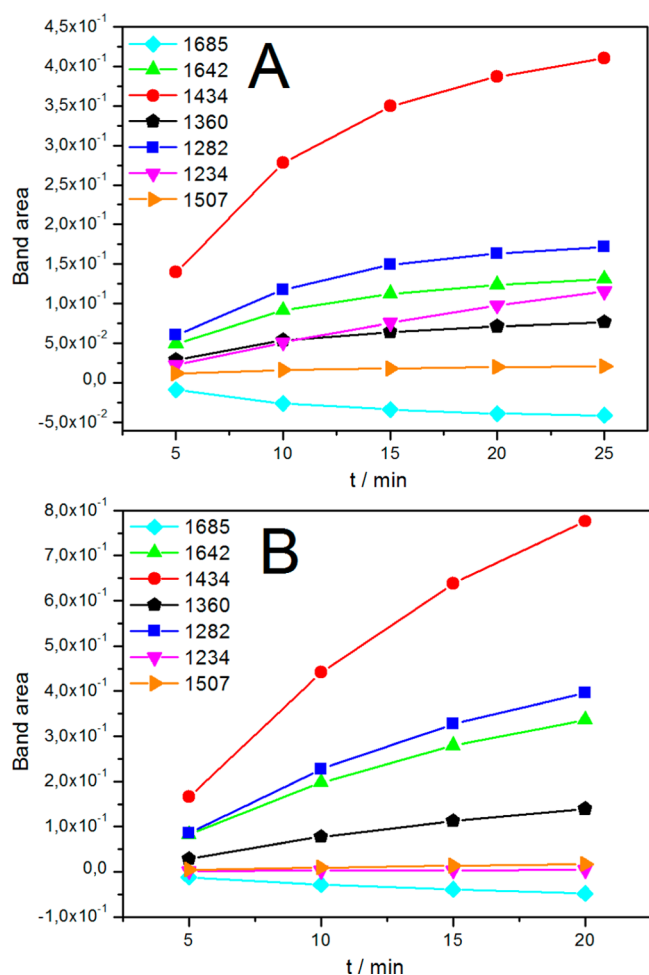 4,5x10⁻¹
4,0x10⁻¹
3,5x10⁻¹
3,0x10⁻¹
2,5x10⁻¹
2,0x10⁻¹
1,5x10⁻¹
1,0x10⁻¹
5,0x10⁻²
0,0
-5,0x10⁻²
Band area
1685
1642
1434
1360
1282
1234
1507
A
5 10 15 20 25
t / min
8,0x10⁻¹
7,0x10⁻¹
6,0x10⁻¹
5,0x10⁻¹
4,0x10⁻¹
3,0x10⁻¹
2,0x10⁻¹
1,0x10⁻¹
0,0
-1,0x10⁻¹
Band area
1685
1642
1434
1360
1282
1234
1507
B
5 10 15 20
t / min